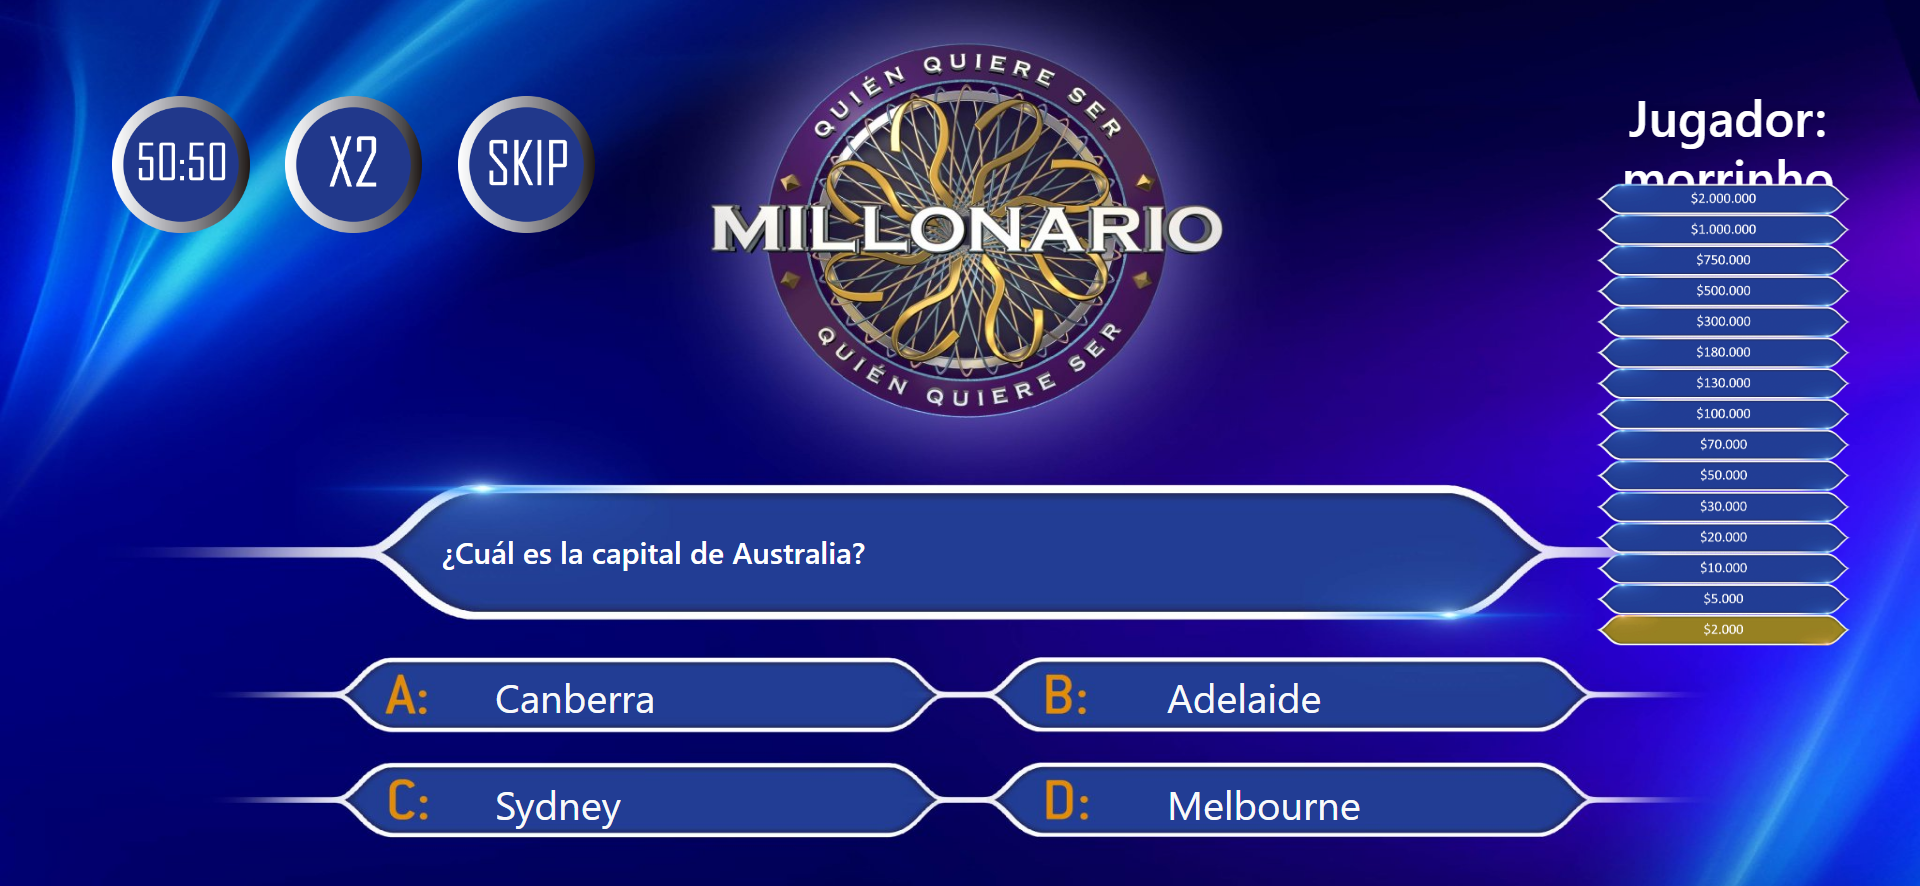 50:50
X2
SKIP
QUIÉN QUIERE SER
MILLONARIO
QUIÉN QUIERE SER
Jugador:
morrinho
$2.000.000
$1.000.000
$750.000
$500.000
$300.000
$180.000
$130.000
$100.000
$70.000
$50.000
$30.000
$20.000
$10.000
$5.000
$2.000
¿Cuál es la capital de Australia?
A: Canberra
B: Adelaide
C: Sydney
D: Melbourne